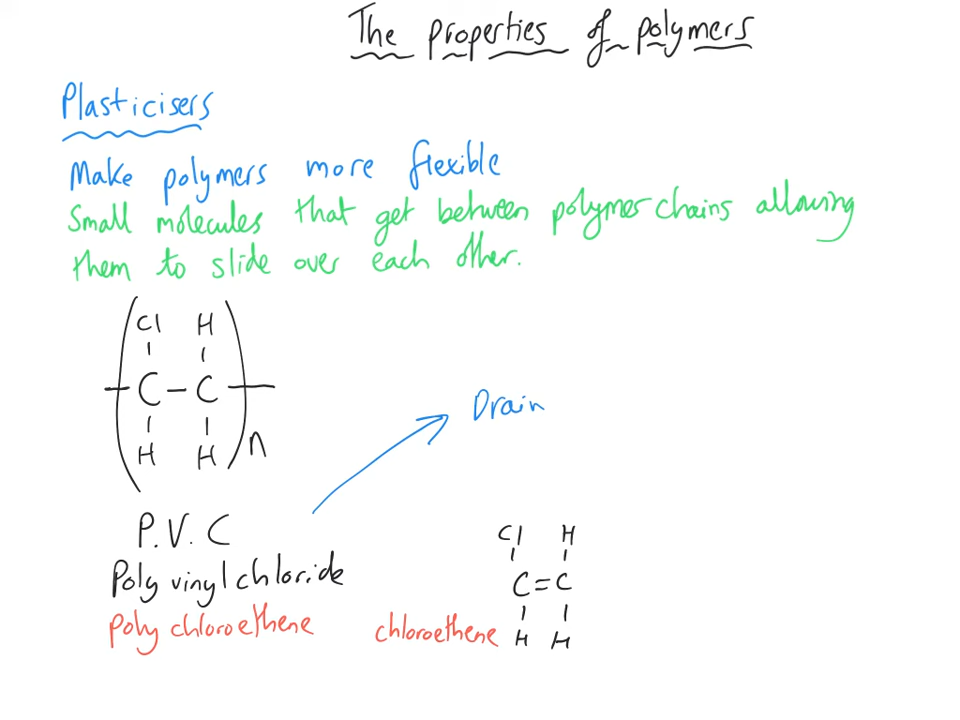 The properties of polymers
Plasticisers
Make polymers more flexible
Small molecules that get between polymer chains allowing
them to slide over each other.
Cl H
C - C
H H n
Drain
P.V.C
Poly vinyl chloride
poly chloroethene
Cl H
C=C
chloroethene H H